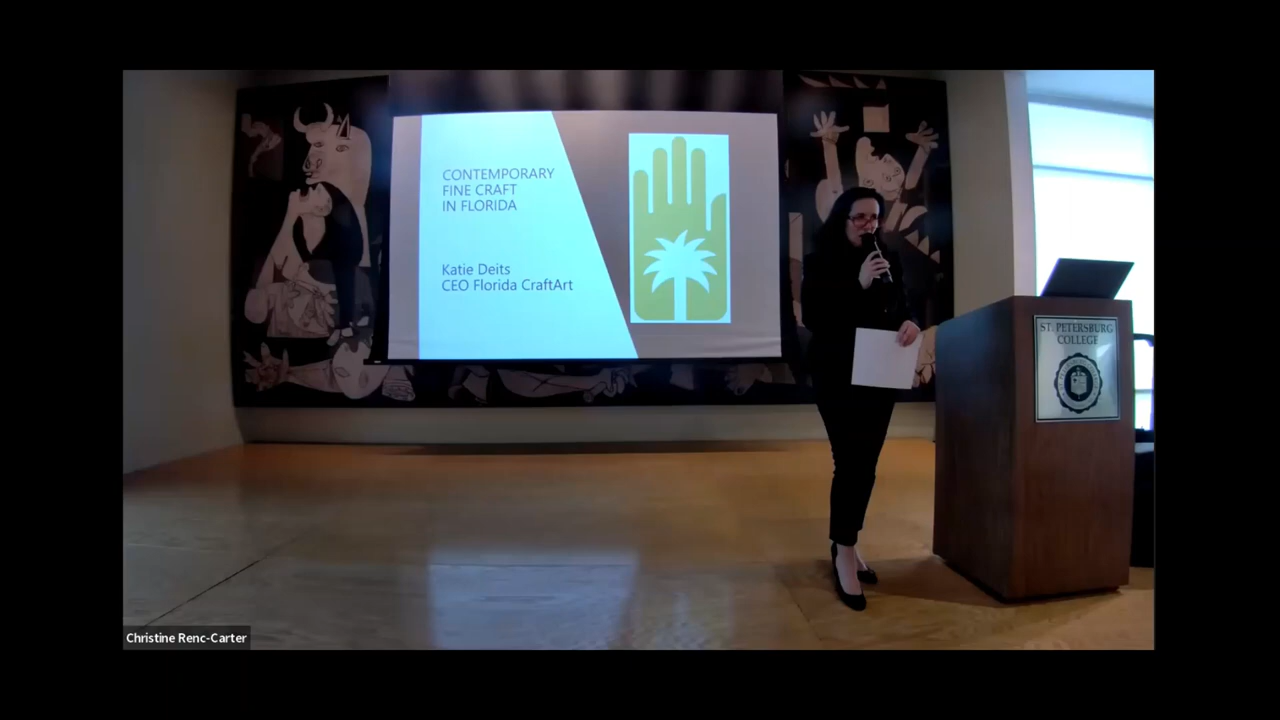 CONTEMPORARY
FINE CRAFT
IN FLORIDA
Katie Deits
CEO Florida CraftArt
ST. PETERSBURG
COLLEGE
Christine Renc-Carter